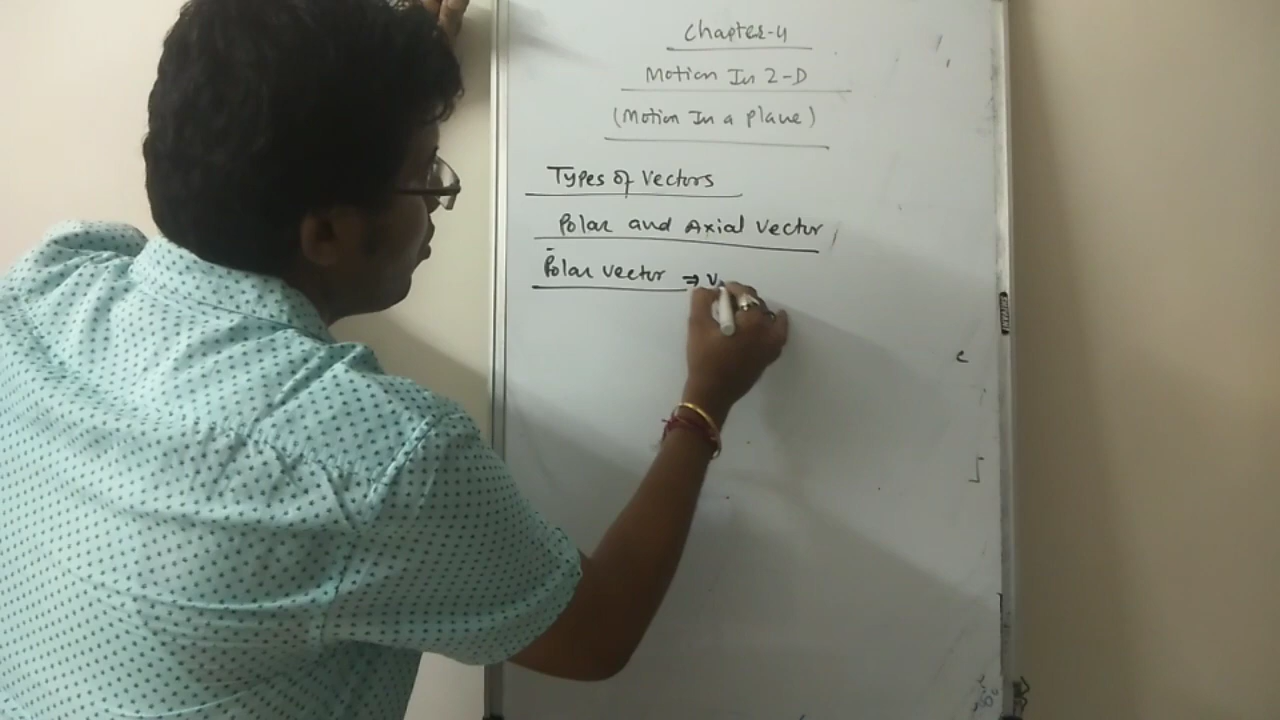 Chapter-4
Motion In 2-D
(Motion In a plane)
Types of Vectors
Polar and Axial Vector
Polar Vector ⇒ V